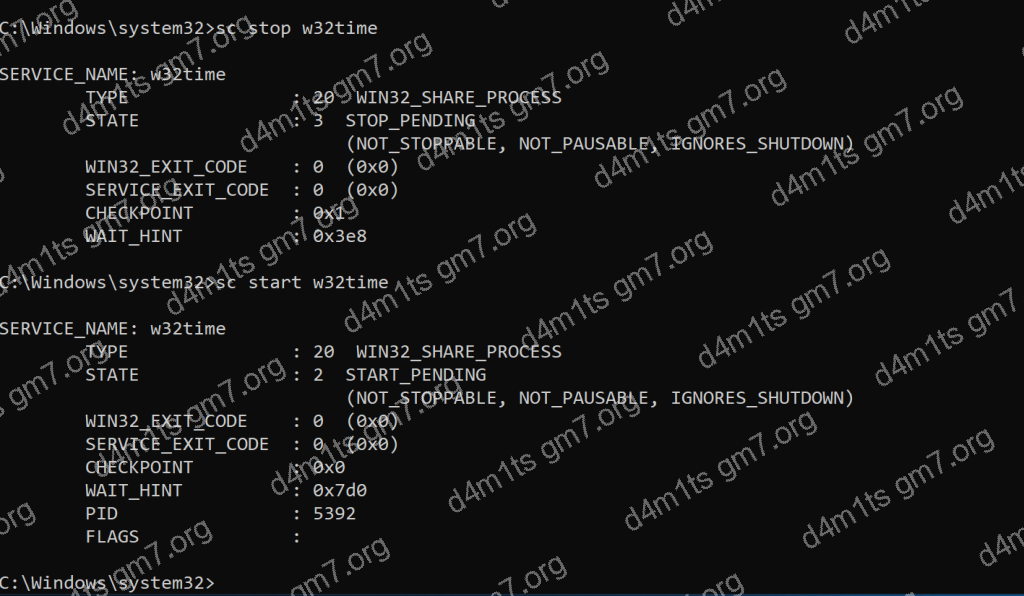 C:\Windows\system32>sc stop w32time
SERVICE_NAME: w32time
TYPE : 20 WIN32_SHARE_PROCESS
STATE : 3 STOP_PENDING
(NOT_STOPPABLE, NOT_PAUSABLE, IGNORES_SHUTDOWN)
WIN32_EXIT_CODE : 0 (0x0)
SERVICE_EXIT_CODE : 0 (0x0)
CHECKPOINT : 0x1
WAIT_HINT : 0x3e8
C:\Windows\system32>sc start w32time
SERVICE_NAME: w32time
TYPE : 20 WIN32_SHARE_PROCESS
STATE : 2 START_PENDING
(NOT_STOPPABLE, NOT_PAUSABLE, IGNORES_SHUTDOWN)
WIN32_EXIT_CODE : 0 (0x0)
SERVICE_EXIT_CODE : 0 (0x0)
CHECKPOINT : 0x0
WAIT_HINT : 0x7d0
PID : 5392
FLAGS :
C:\Windows\system32>
d4m1ts gm7.org